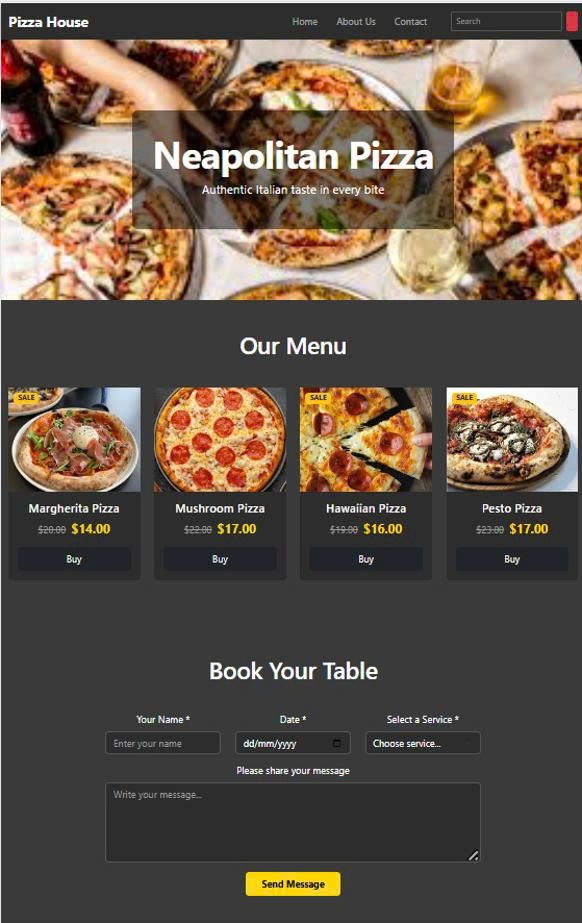 Pizza House Home About Us Contact Search
Neapolitan Pizza
Authentic Italian taste in every bite
Our Menu
SALE SALE SALE
Margherita Pizza Mushroom Pizza Hawaiian Pizza Pesto Pizza
$20.00 $14.00 $22.00 $17.00 $19.00 $16.00 $23.00 $17.00
Buy Buy Buy Buy
Book Your Table
Your Name * Date * Select a Service *
Enter your name dd/mm/yyyy Choose service...
Please share your message
Write your message...
Send Message